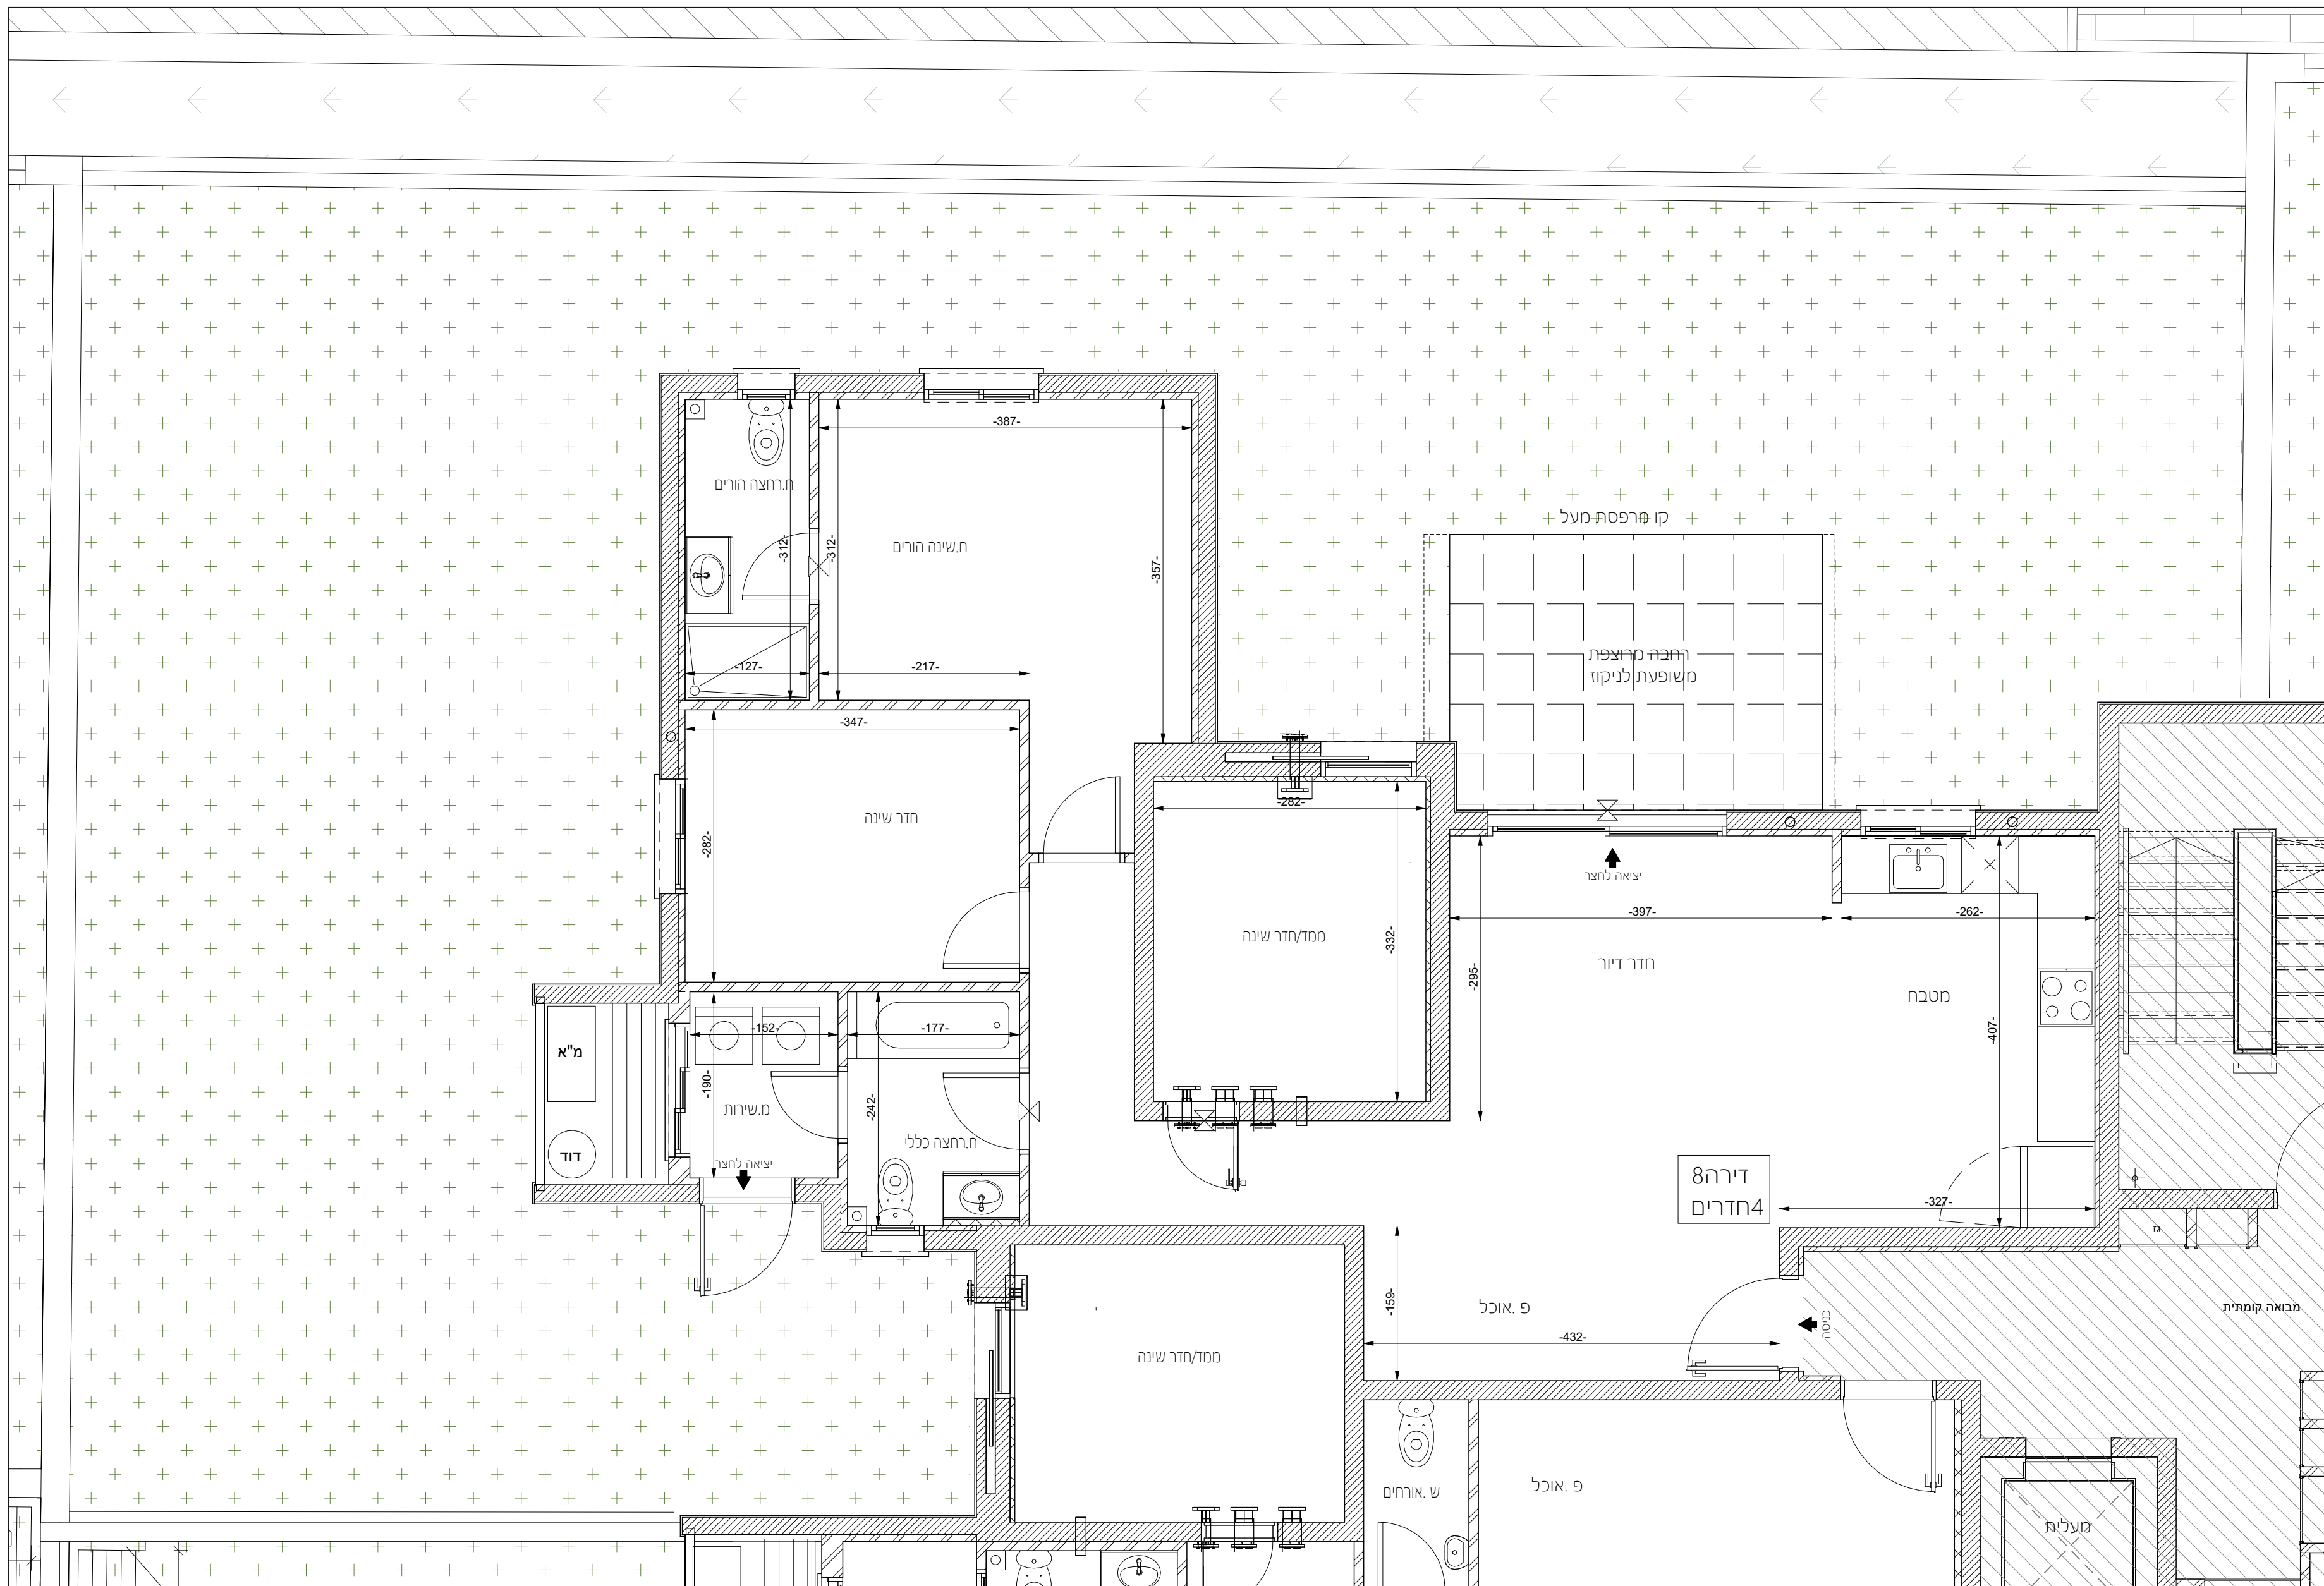 -387-
ח.רחצה הורים
-312-
-312-
ח.שינה הורים
-357-
קו מרפסת מעל
רחבה מרוצפת
משופעת לניקוז
-127-
-217-
-347-
-282-
חדר שינה
-282-
-332-
ממד/חדר שינה
יציאה לחצר
-397-
-262-
-295-
חדר דיור
מטבח
-407-
מ"א
דוד
-152-
-177-
-190-
-242-
מ.שירות
ח.רחצה כללי
יציאה לחצר
דירה8
4חדרים
-327-
גז
מבואה קומתית
כניסה
-159-
פ .אוכל
-432-
ממד/חדר שינה
ש .אורחים
פ .אוכל
מעלית